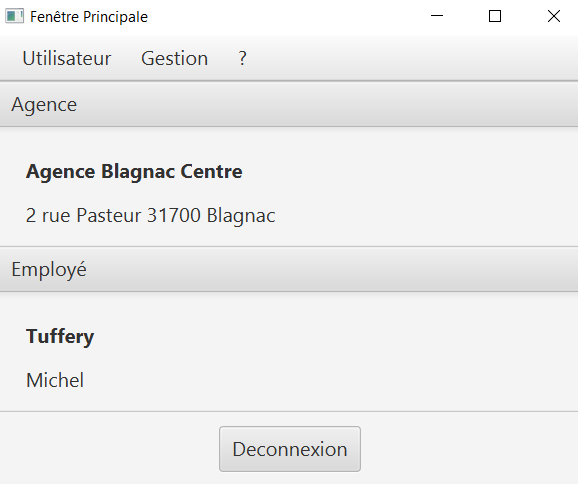 Fenêtre Principale
Utilisateur Gestion ?
Agence
Agence Blagnac Centre
2 rue Pasteur 31700 Blagnac
Employé
Tuffery
Michel
Deconnexion